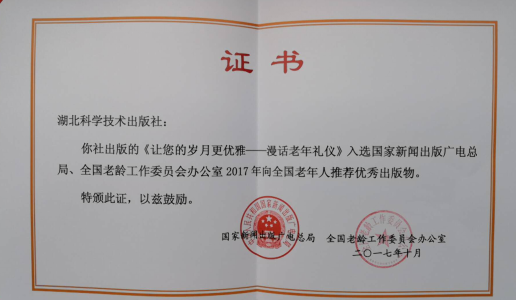 证书
湖北科学技术出版社：
你社出版的《让您的岁月更优雅——漫话老年礼仪》入选国家新闻出版广电总
局、全国老龄工作委员会办公室2017年向全国老年人推荐优秀出版物。
特颁此证，以兹鼓励。
国家新闻出版广电总局 全国老龄工作委员会办公室
二〇一七年十月